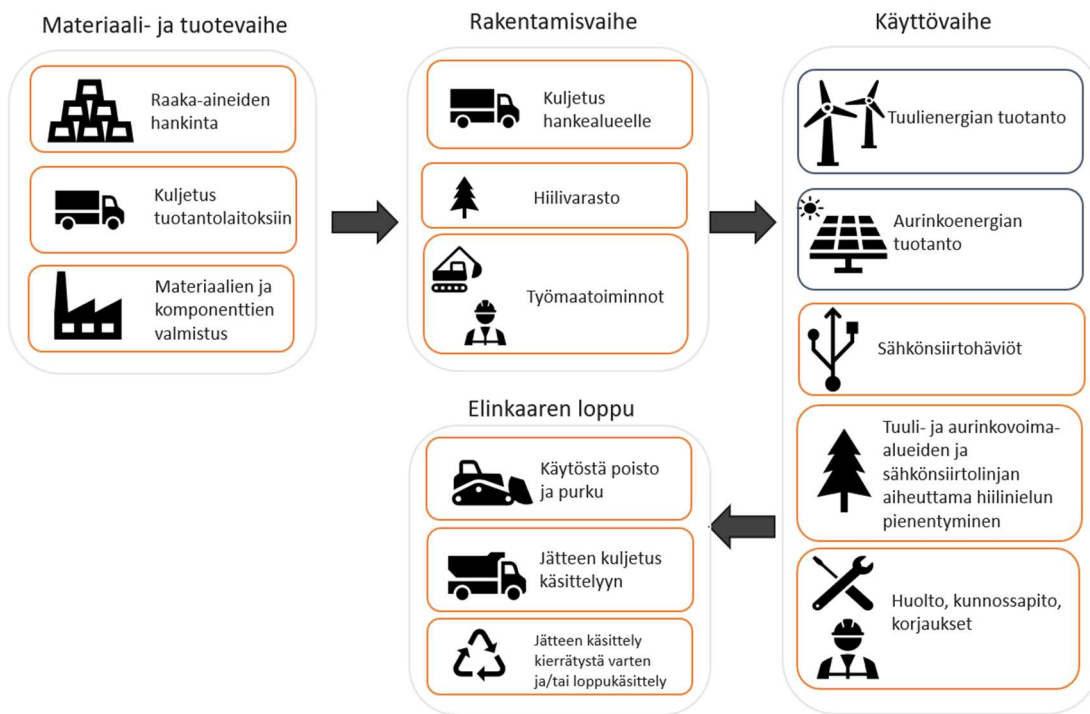 Materiaali- ja tuotevaihe
Raaka-aineiden
hankinta
Kuljetus
tuotantolaitoksiin
Materiaalien ja
komponenttien
valmistus
Rakentamisvaihe
Kuljetus
hankealueelle
Hiilivarasto
Työmaatoiminnot
Käyttövaihe
Tuulienergian tuotanto
Aurinkoenergian
tuotanto
Sähkönsiirtohäviöt
Tuuli- ja aurinkovoima-
alueiden ja
sähkönsiirtolinjan
aiheuttama hiilinielun
pienentyminen
Huolto, kunnossapito,
korjaukset
Elinkaaren loppu
Käytöstä poisto
ja purku
Jätteen kuljetus
käsittelyyn
Jätteen käsittely
kierrätystä varten
ja/tai loppukäsittely